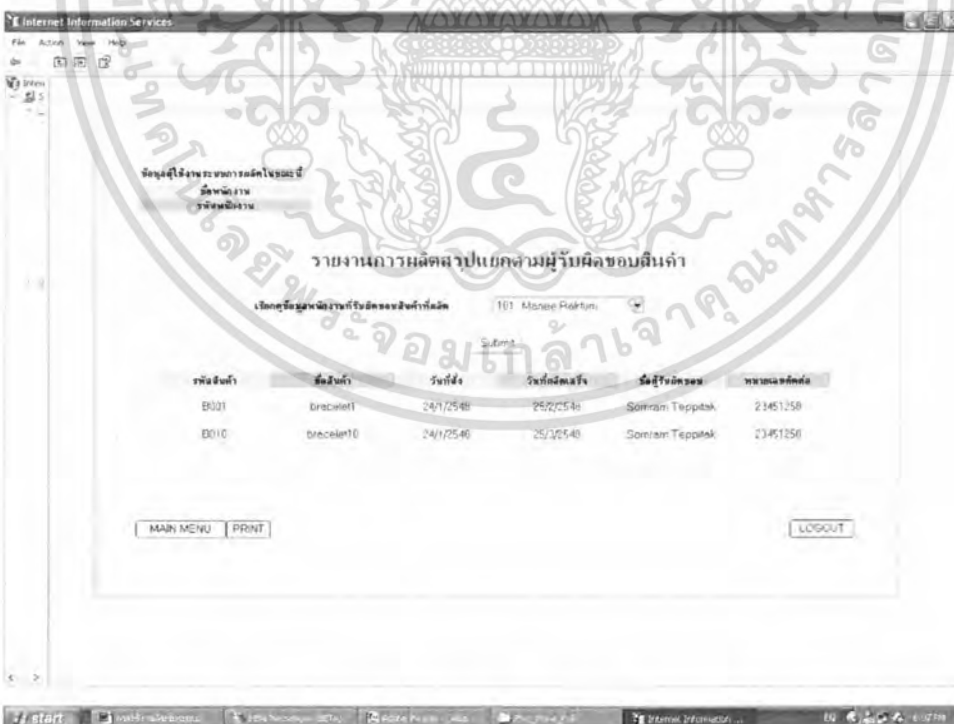 Internet Information Services
File Action View Help
ข้อมูลผู้ใช้งานระบบการผลิตในขณะนี้
ชื่อพนักงาน
รหัสพนักงาน
รายงานการผลิตสรุปแยกตามผู้รับผิดชอบสินค้า
เรียกดูข้อมูลพนักงานที่รับผิดชอบสินค้าที่ผลิต 101 Manee Rakturn
Submit
รหัสสินค้า ชื่อสินค้า วันที่สั่ง วันที่ผลิตเสร็จ ชื่อผู้รับผิดชอบ หมายเลขติดต่อ
B001 bracelet1 24/1/2548 25/2/2548 Somram Teppitak 23451256
B010 bracelet10 24/1/2548 25/3/2548 Somram Teppitak 23451256
MAIN MENU PRINT LOGOUT
start Internet Information ... EN